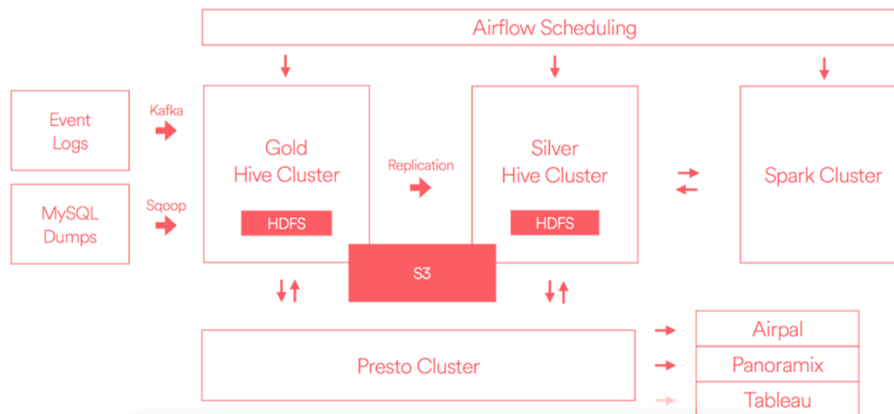 Airflow Scheduling
Event
Logs
Kafka
Gold
Hive Cluster
HDFS
Replication
Silver
Hive Cluster
HDFS
Spark Cluster
MySQL
Dumps
Sqoop
S3
Presto Cluster
Airpal
Panoramix
Tableau